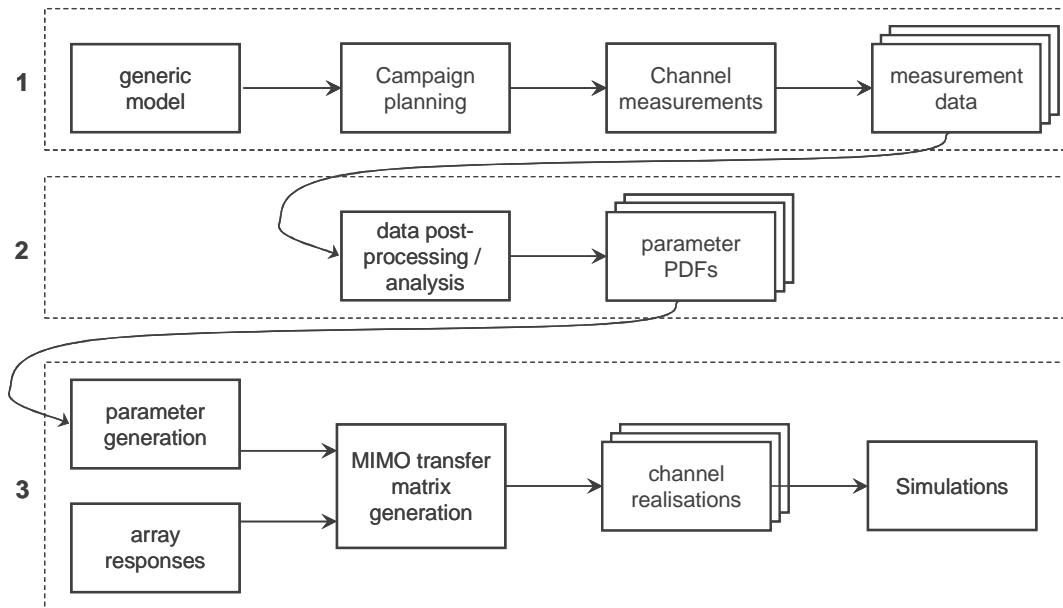 1
generic
model
Campaign
planning
Channel
measurements
measurement
data
2
data post-
processing /
analysis
parameter
PDFs
3
parameter
generation
array
responses
MIMO transfer
matrix
generation
channel
realisations
Simulations